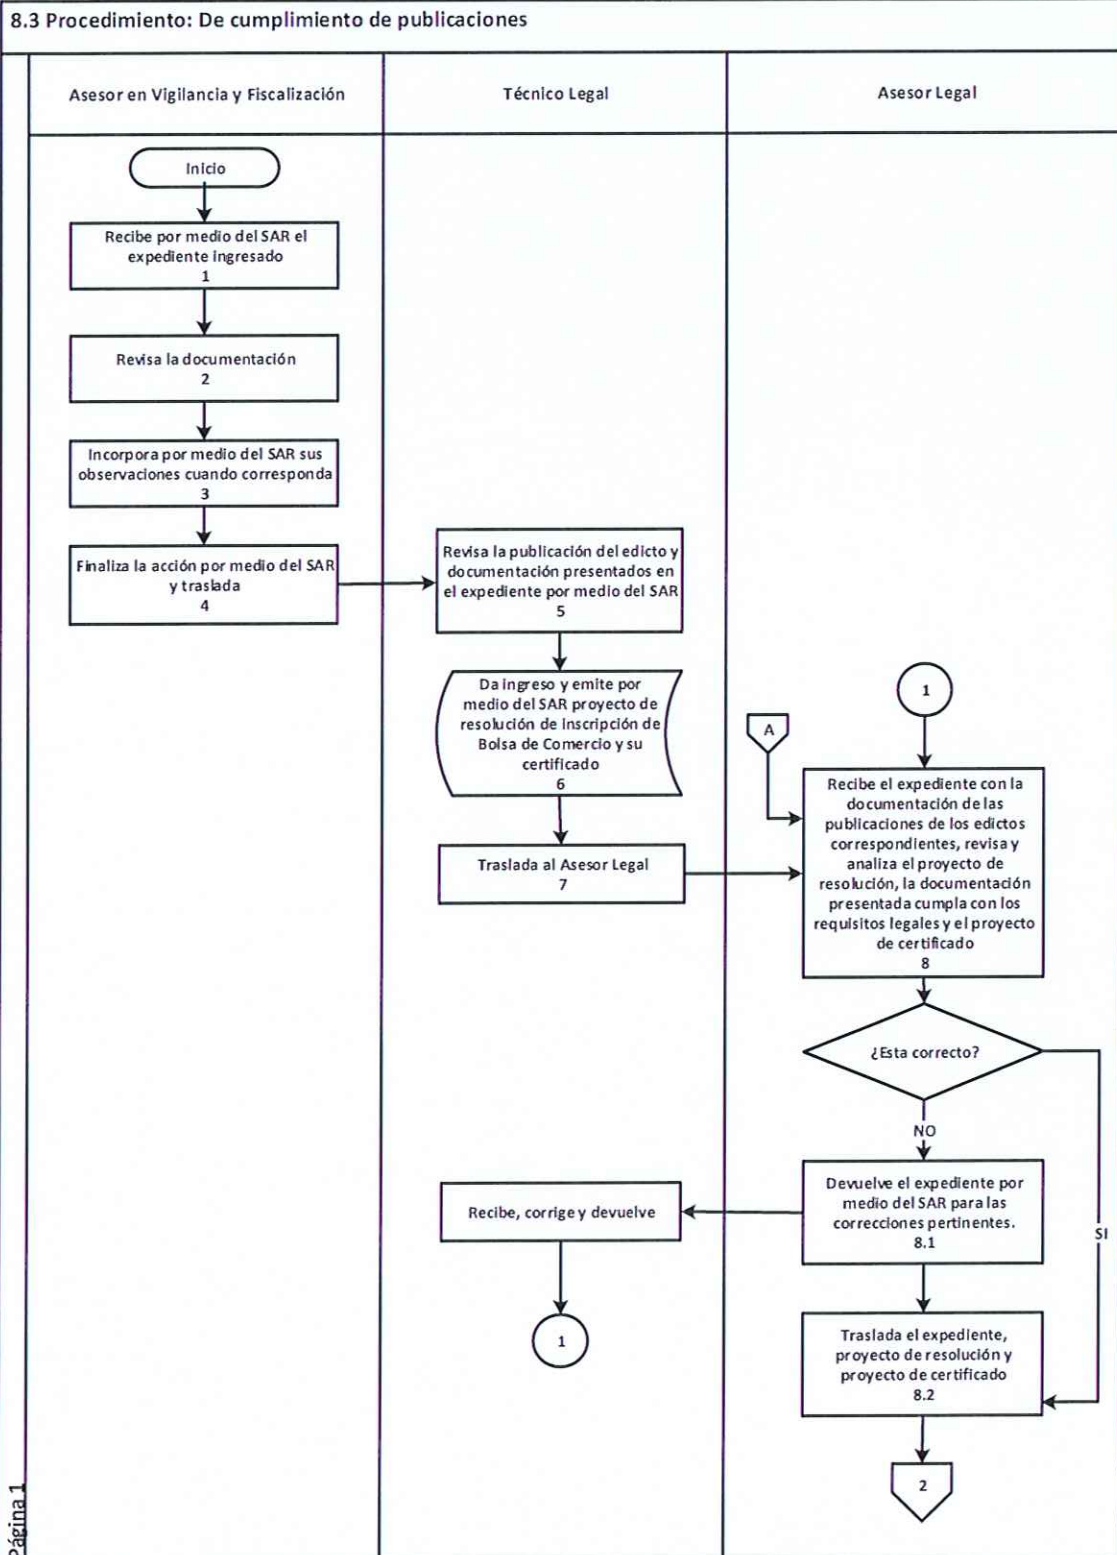 8.3 Procedimiento: De cumplimiento de publicaciones
Asesor en Vigilancia y Fiscalización
Técnico Legal
Asesor Legal
Inicio
Recibe por medio del SAR el
expediente ingresado
1
Revisa la documentación
2
Incorpora por medio del SAR sus
observaciones cuando corresponda
3
Finaliza la acción por medio del SAR
y traslada
4
Revisa la publicación del edicto y
documentación presentados en
el expediente por medio del SAR
5
Da ingreso y emite por
medio del SAR proyecto de
resolución de Inscripción de
Bolsa de Comercio y su
certificado
6
Traslada al Asesor Legal
7
1
A
Recibe el expediente con la
documentación de las
publicaciones de los edictos
correspondientes, revisa y
analiza el proyecto de
resolución, la documentación
presentada cumpla con los
requisitos legales y el proyecto
de certificado
8
¿Esta correcto?
NO
SI
Devuelve el expediente por
medio del SAR para las
correcciones pertinentes.
8.1
Recibe, corrige y devuelve
1
Traslada el expediente,
proyecto de resolución y
proyecto de certificado
8.2
2
Página 1